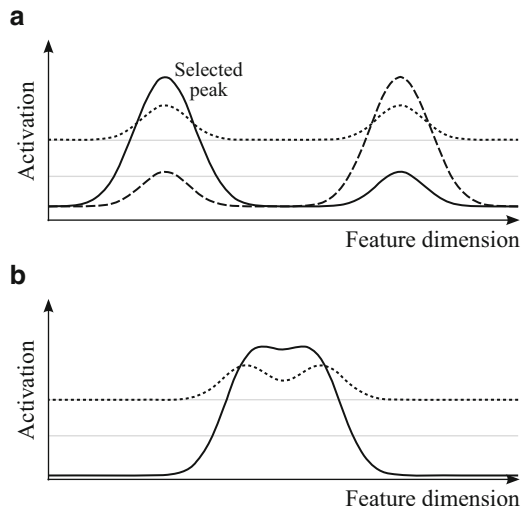 a
Selected
peak
Activation
Feature dimension
b
Activation
Feature dimension